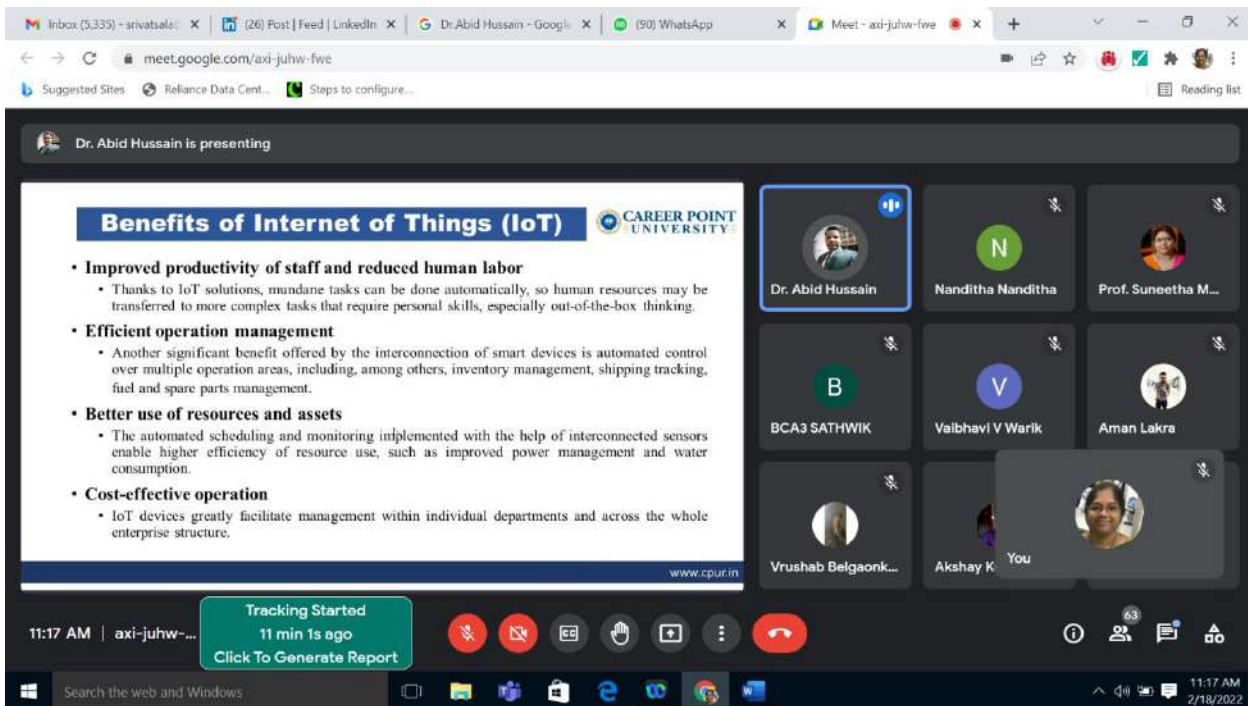 Inbox (5,335) - srivatsala
(26) Post | Feed | LinkedIn
Dr.Abid Hussain - Google
(90) WhatsApp
Meet - axi-juhw-fwe
meet.google.com/axi-juhw-fwe
Suggested Sites
Reliance Data Cent...
Steps to configure...
Reading list
Dr. Abid Hussain is presenting
Benefits of Internet of Things (IoT)
CAREER POINT
UNIVERSITY
• Improved productivity of staff and reduced human labor
• Thanks to IoT solutions, mundane tasks can be done automatically, so human resources may be
transferred to more complex tasks that require personal skills, especially out-of-the-box thinking.
• Efficient operation management
• Another significant benefit offered by the interconnection of smart devices is automated control
over multiple operation areas, including, among others, inventory management, shipping tracking,
fuel and spare parts management.
• Better use of resources and assets
• The automated scheduling and monitoring implemented with the help of interconnected sensors
enable higher efficiency of resource use, such as improved power management and water
consumption.
• Cost-effective operation
• IoT devices greatly facilitate management within individual departments and across the whole
enterprise structure.
www.cpur.in
Dr. Abid Hussain
N
Nanditha Nanditha
Prof. Suneetha M...
B
BCA3 SATHWIK
V
Vaibhavi V Warik
Aman Lakra
Vrushab Belgaonk...
Akshay K
You
11:17 AM | axi-juhw-...
Tracking Started
11 min 1s ago
Click To Generate Report
63
Search the web and Windows
11:17 AM
2/18/2022